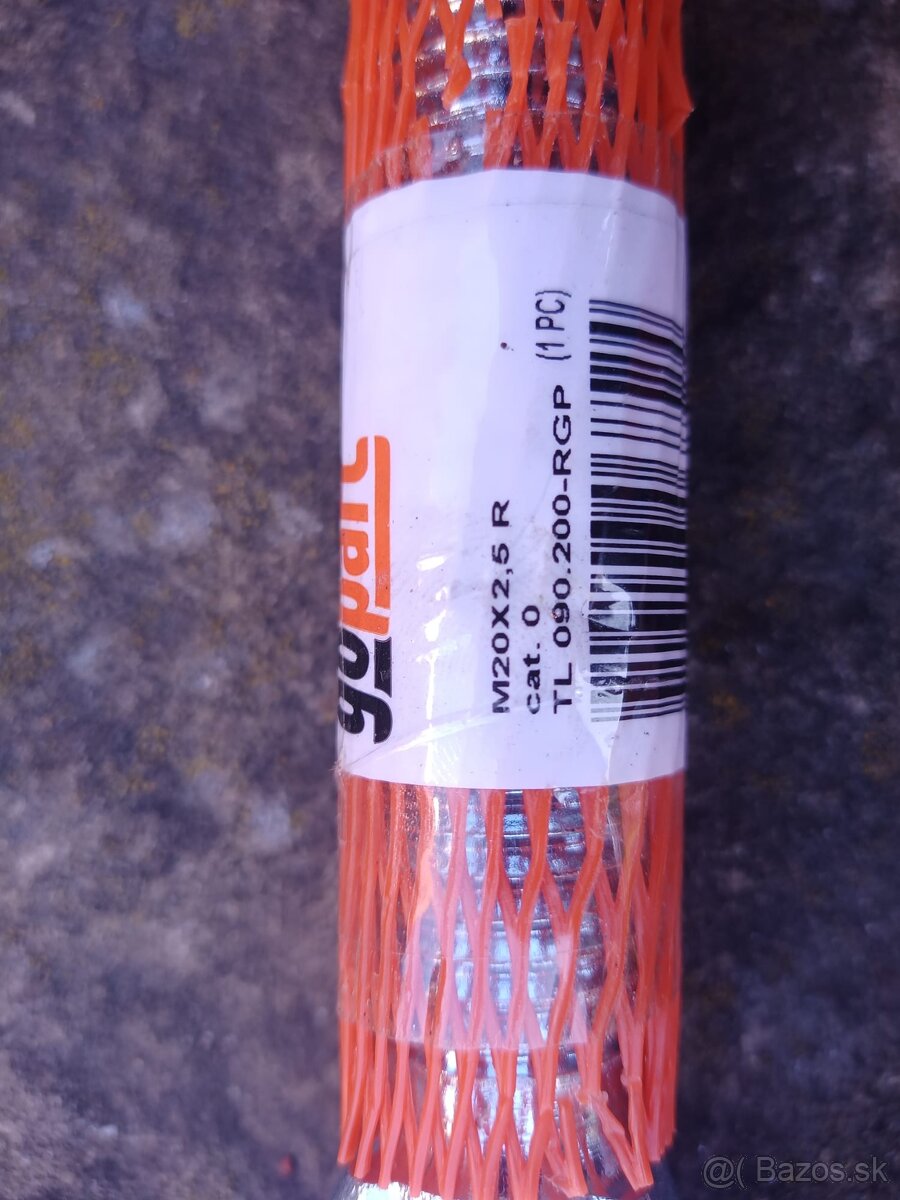 gopart
M20X2,5 R
cat. 0
TL 090.200-RGP (1 PC)
@( Bazos.sk